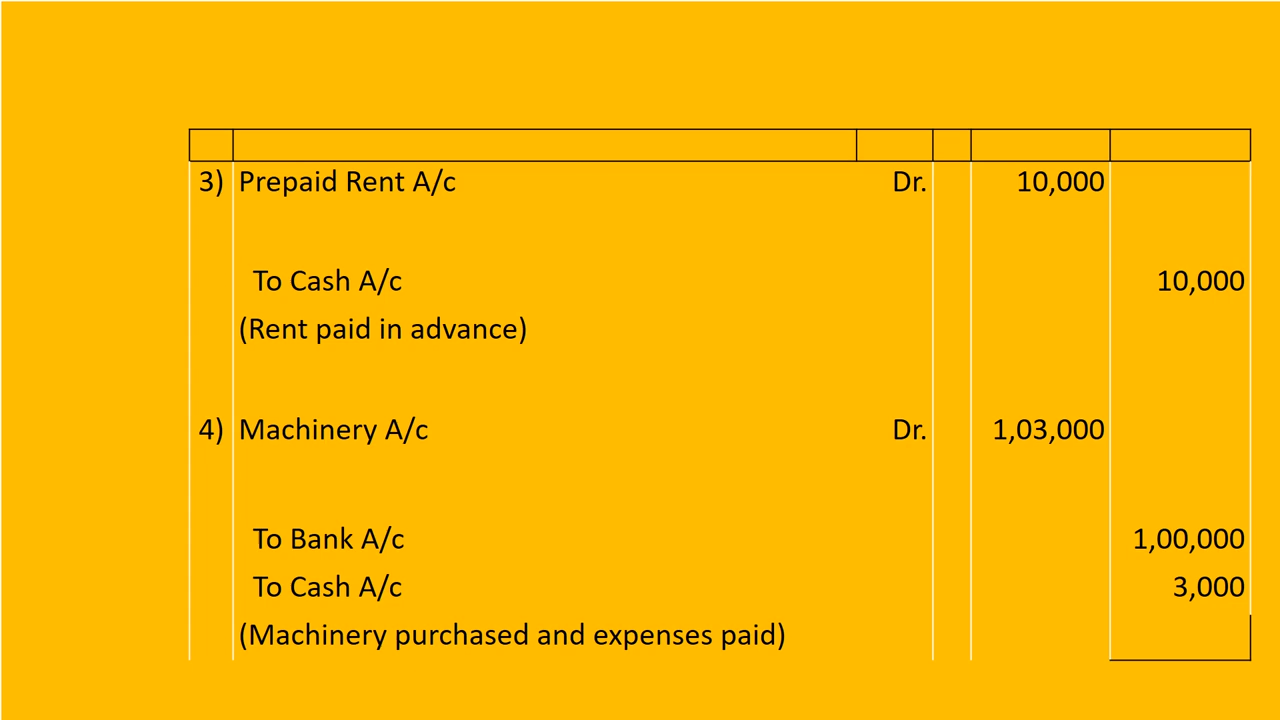 3) Prepaid Rent A/c Dr. 10,000
To Cash A/c 10,000
(Rent paid in advance)
4) Machinery A/c Dr. 1,03,000
To Bank A/c 1,00,000
To Cash A/c 3,000
(Machinery purchased and expenses paid)